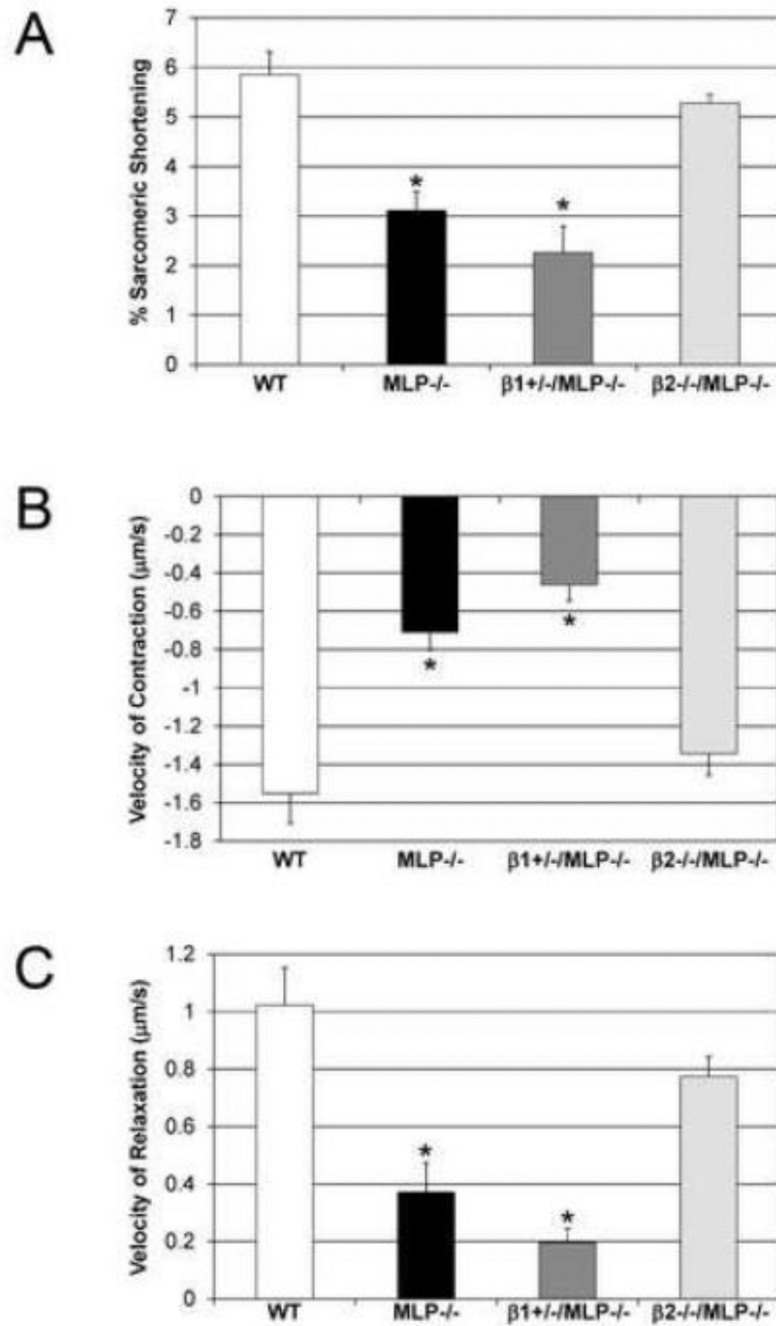 A
% Sarcomeric Shortening
7
6
5
4
3
2
1
0
*
*
WT
MLP-/-
β1+/-/MLP-/-
β2-/-/MLP-/-
B
Velocity of Contraction (μm/s)
0
-0.2
-0.4
-0.6
-0.8
-1
-1.2
-1.4
-1.6
-1.8
*
*
WT
MLP-/-
β1+/-/MLP-/-
β2-/-/MLP-/-
C
Velocity of Relaxation (μm/s)
1.2
1
0.8
0.6
0.4
0.2
0
*
*
WT
MLP-/-
β1+/-/MLP-/-
β2-/-/MLP-/-